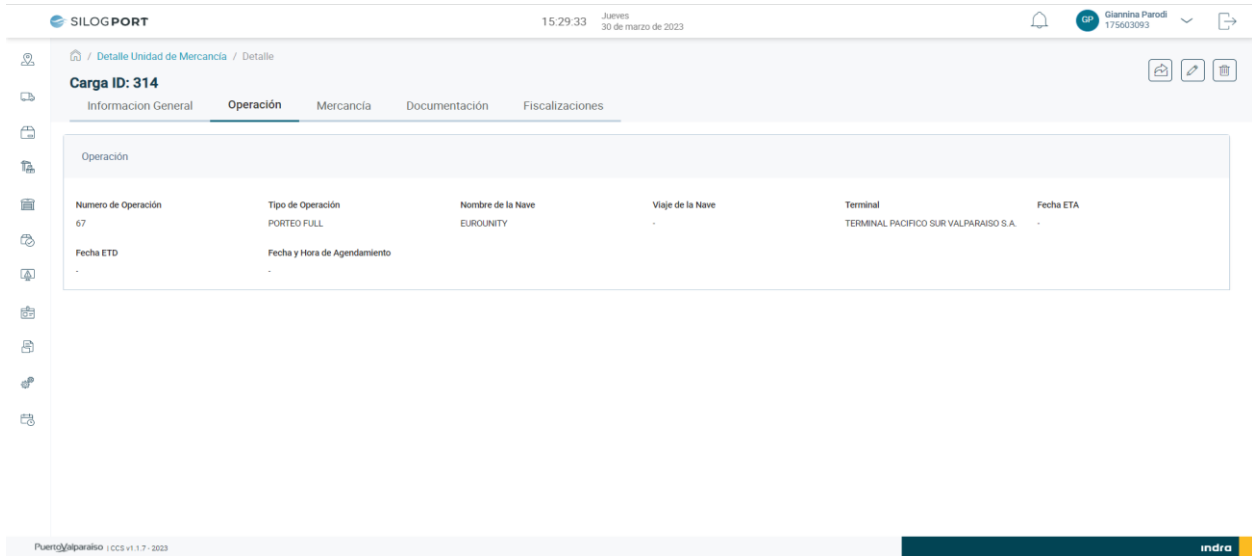 SILOGPORT
15:29:33
Jueves
30 de marzo de 2023
GP
Giannina Parodi
175603093
/ Detalle Unidad de Mercancía / Detalle
Carga ID: 314
Informacion General Operación Mercancía Documentación Fiscalizaciones
Operación
Numero de Operación Tipo de Operación Nombre de la Nave Viaje de la Nave Terminal Fecha ETA
67 PORTEO FULL EUROUNITY - TERMINAL PACIFICO SUR VALPARAISO S.A. -
Fecha ETD Fecha y Hora de Agendamiento
- -
PuertoValparaíso | CCS v1.1.7 - 2023
indra